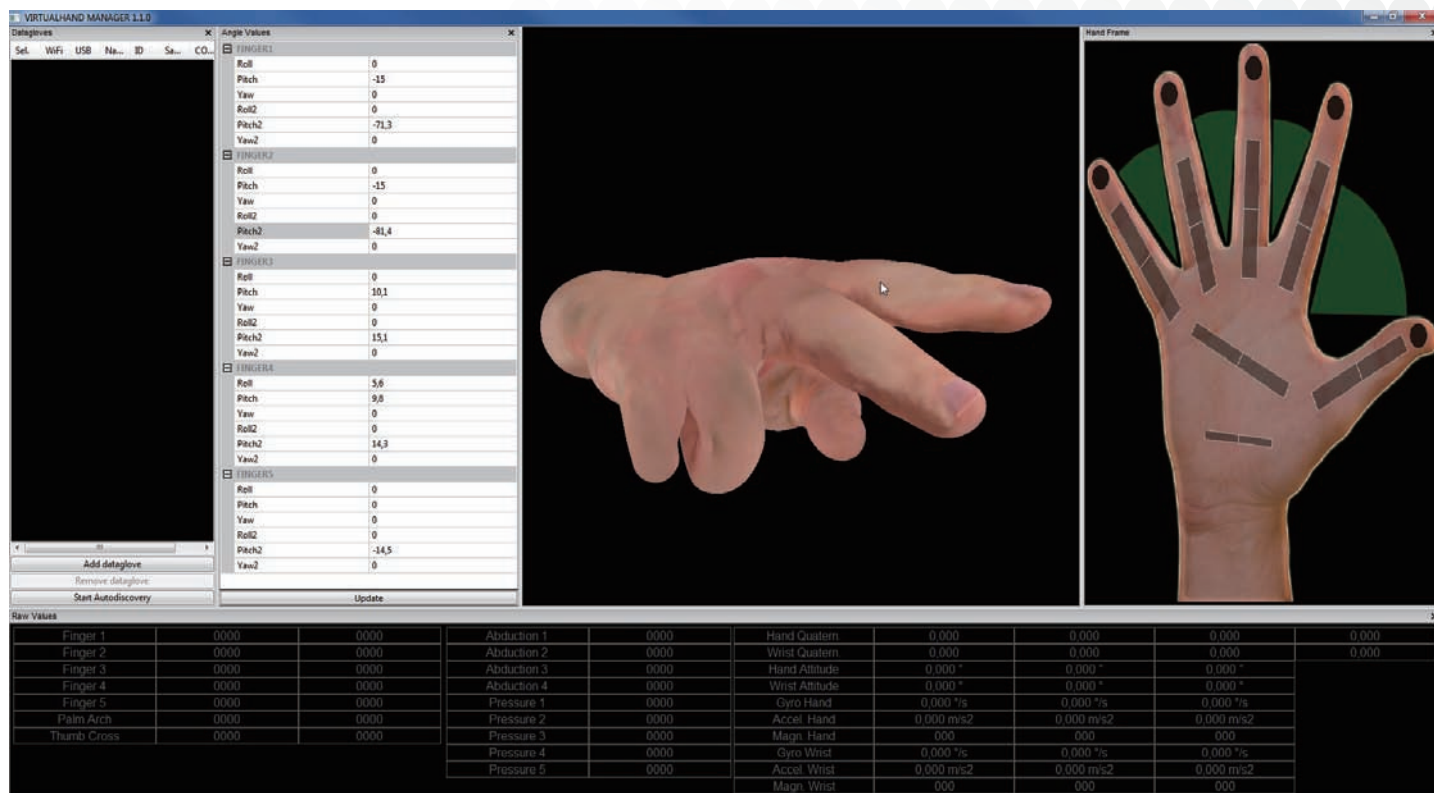 VIRTUALHAND MANAGER 1.1.0
Datagloves
Sel. WiFi USB Na... ID Sa... CO...
Add dataglove
Remove dataglove
Start Autodiscovery
Angle Values
FINGER1
Roll 0
Pitch -15
Yaw 0
Roll2 0
Pitch2 -71,3
Yaw2 0
FINGER2
Roll 0
Pitch -15
Yaw 0
Roll2 0
Pitch2 -81,4
Yaw2 0
FINGER3
Roll 0
Pitch 10,1
Yaw 0
Roll2 0
Pitch2 15,1
Yaw2 0
FINGER4
Roll 5,6
Pitch 9,8
Yaw 0
Roll2 0
Pitch2 14,3
Yaw2 0
FINGER5
Roll 0
Pitch 0
Yaw 0
Roll2 0
Pitch2 -14,5
Yaw2 0
Update
Hand Frame
Raw Values
Finger 1 0000 0000 Abduction 1 0000 Hand Quatern 0,000 0,000 0,000 0,000
Finger 2 0000 0000 Abduction 2 0000 Wrist Quatern 0,000 0,000 0,000 0,000
Finger 3 0000 0000 Abduction 3 0000 Hand Attitude 0,000 ° 0,000 ° 0,000 °
Finger 4 0000 0000 Abduction 4 0000 Wrist Attitude 0,000 ° 0,000 ° 0,000 °
Finger 5 0000 0000 Pressure 1 0000 Gyro Hand 0,000 °/s 0,000 °/s 0,000 °/s
Palm Arch 0000 0000 Pressure 2 0000 Accel. Hand 0,000 m/s2 0,000 m/s2 0,000 m/s2
Thumb Cross 0000 0000 Pressure 3 0000 Magn. Hand 000 000 000
Pressure 4 0000 Gyro Wrist 0,000 °/s 0,000 °/s 0,000 °/s
Pressure 5 0000 Accel. Wrist 0,000 m/s2 0,000 m/s2 0,000 m/s2
Magn. Wrist 000 000 000